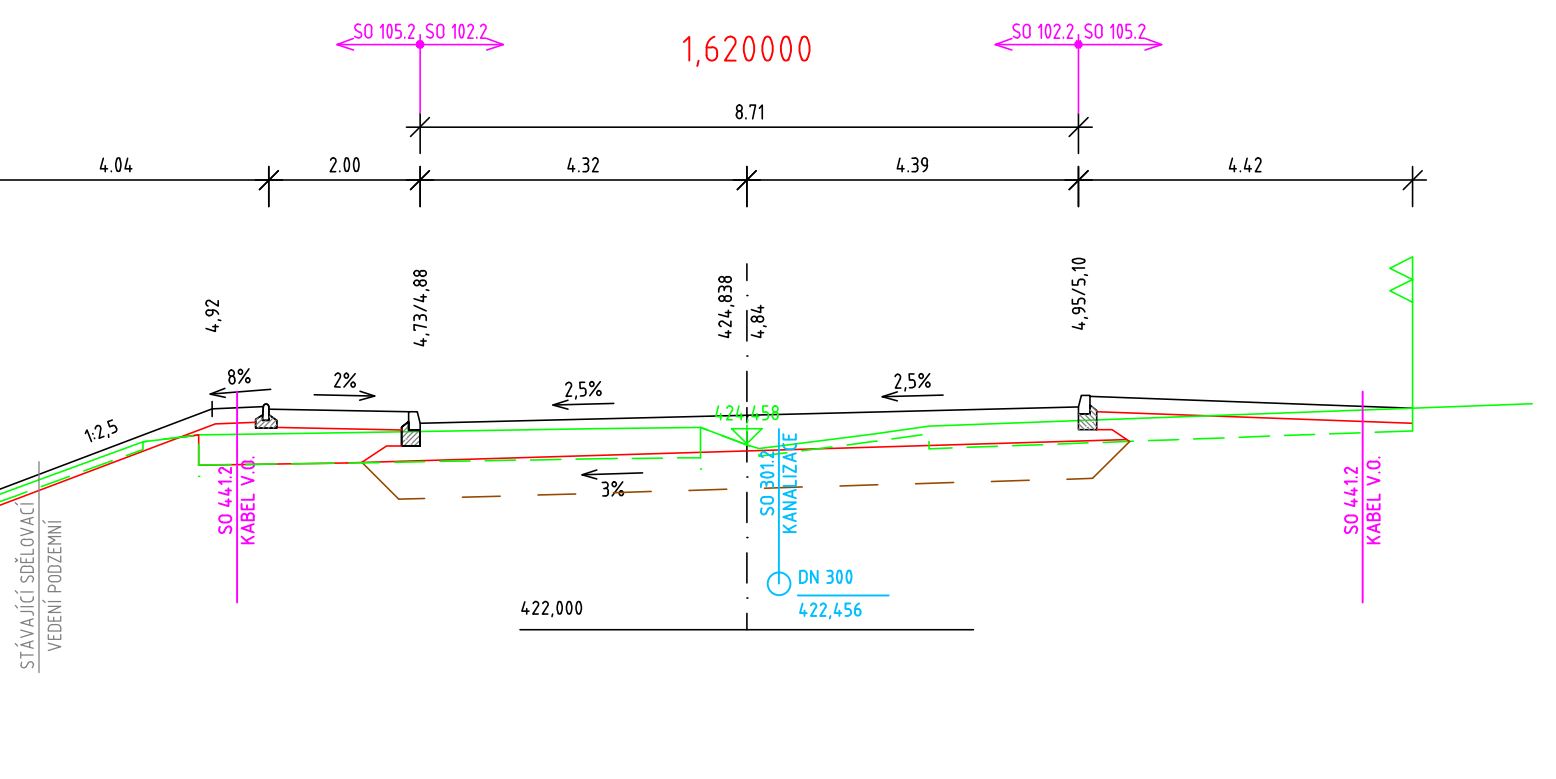 SO 105.2 SO 102.2
1,620000
SO 102.2 SO 105.2
8.71
4.04
2.00
4.32
4.39
4.42
4,92
4,73/4,88
424,838
4,84
4,95/5,10
8%
2%
2,5%
2,5%
1:2,5
424,458
3%
SO 441.2
KABEL V.O.
SO 301.2
KANALIZACE
SO 441.2
KABEL V.O.
STÁVAJÍCÍ SDĚLOVACÍ
VEDENÍ PODZEMNÍ
DN 300
422,456
422,000